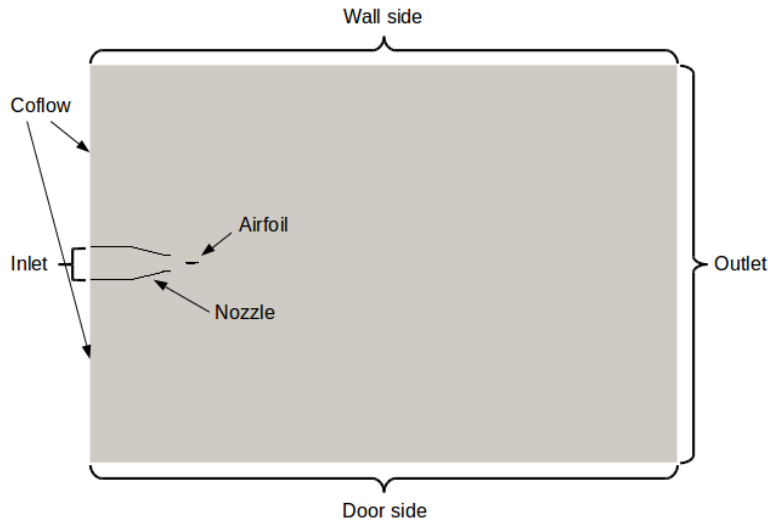 Wall side
Coflow
Airfoil
Inlet
Outlet
Nozzle
Door side